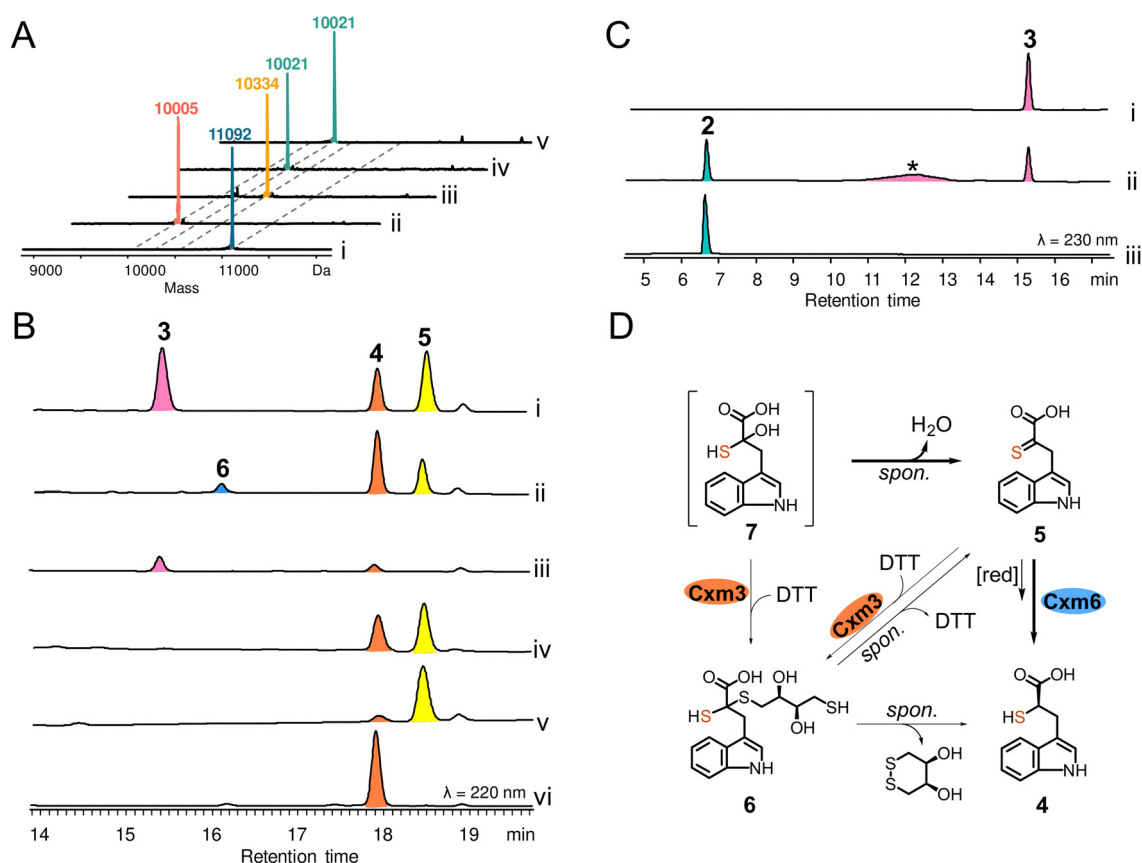 A
10021
10021
10334
10005
11092
v
iv
iii
ii
i
9000 10000 11000 Da
Mass
B
3
4
5
i
6
ii
iii
iv
v
λ = 220 nm
vi
14 15 16 17 18 19 min
Retention time
C
3
i
2
*
ii
λ = 230 nm
iii
5 6 7 8 9 10 11 12 13 14 15 16 min
Retention time
D
O OH
OH
HS
NH
7
H2O
spon.
O OH
S
NH
5
Cxm3
DTT
DTT
Cxm3
spon.
DTT
[red]
Cxm6
O OH
HS
S
OH
OH
SH
NH
6
spon.
S
S
OH
OH
O OH
HS
NH
4